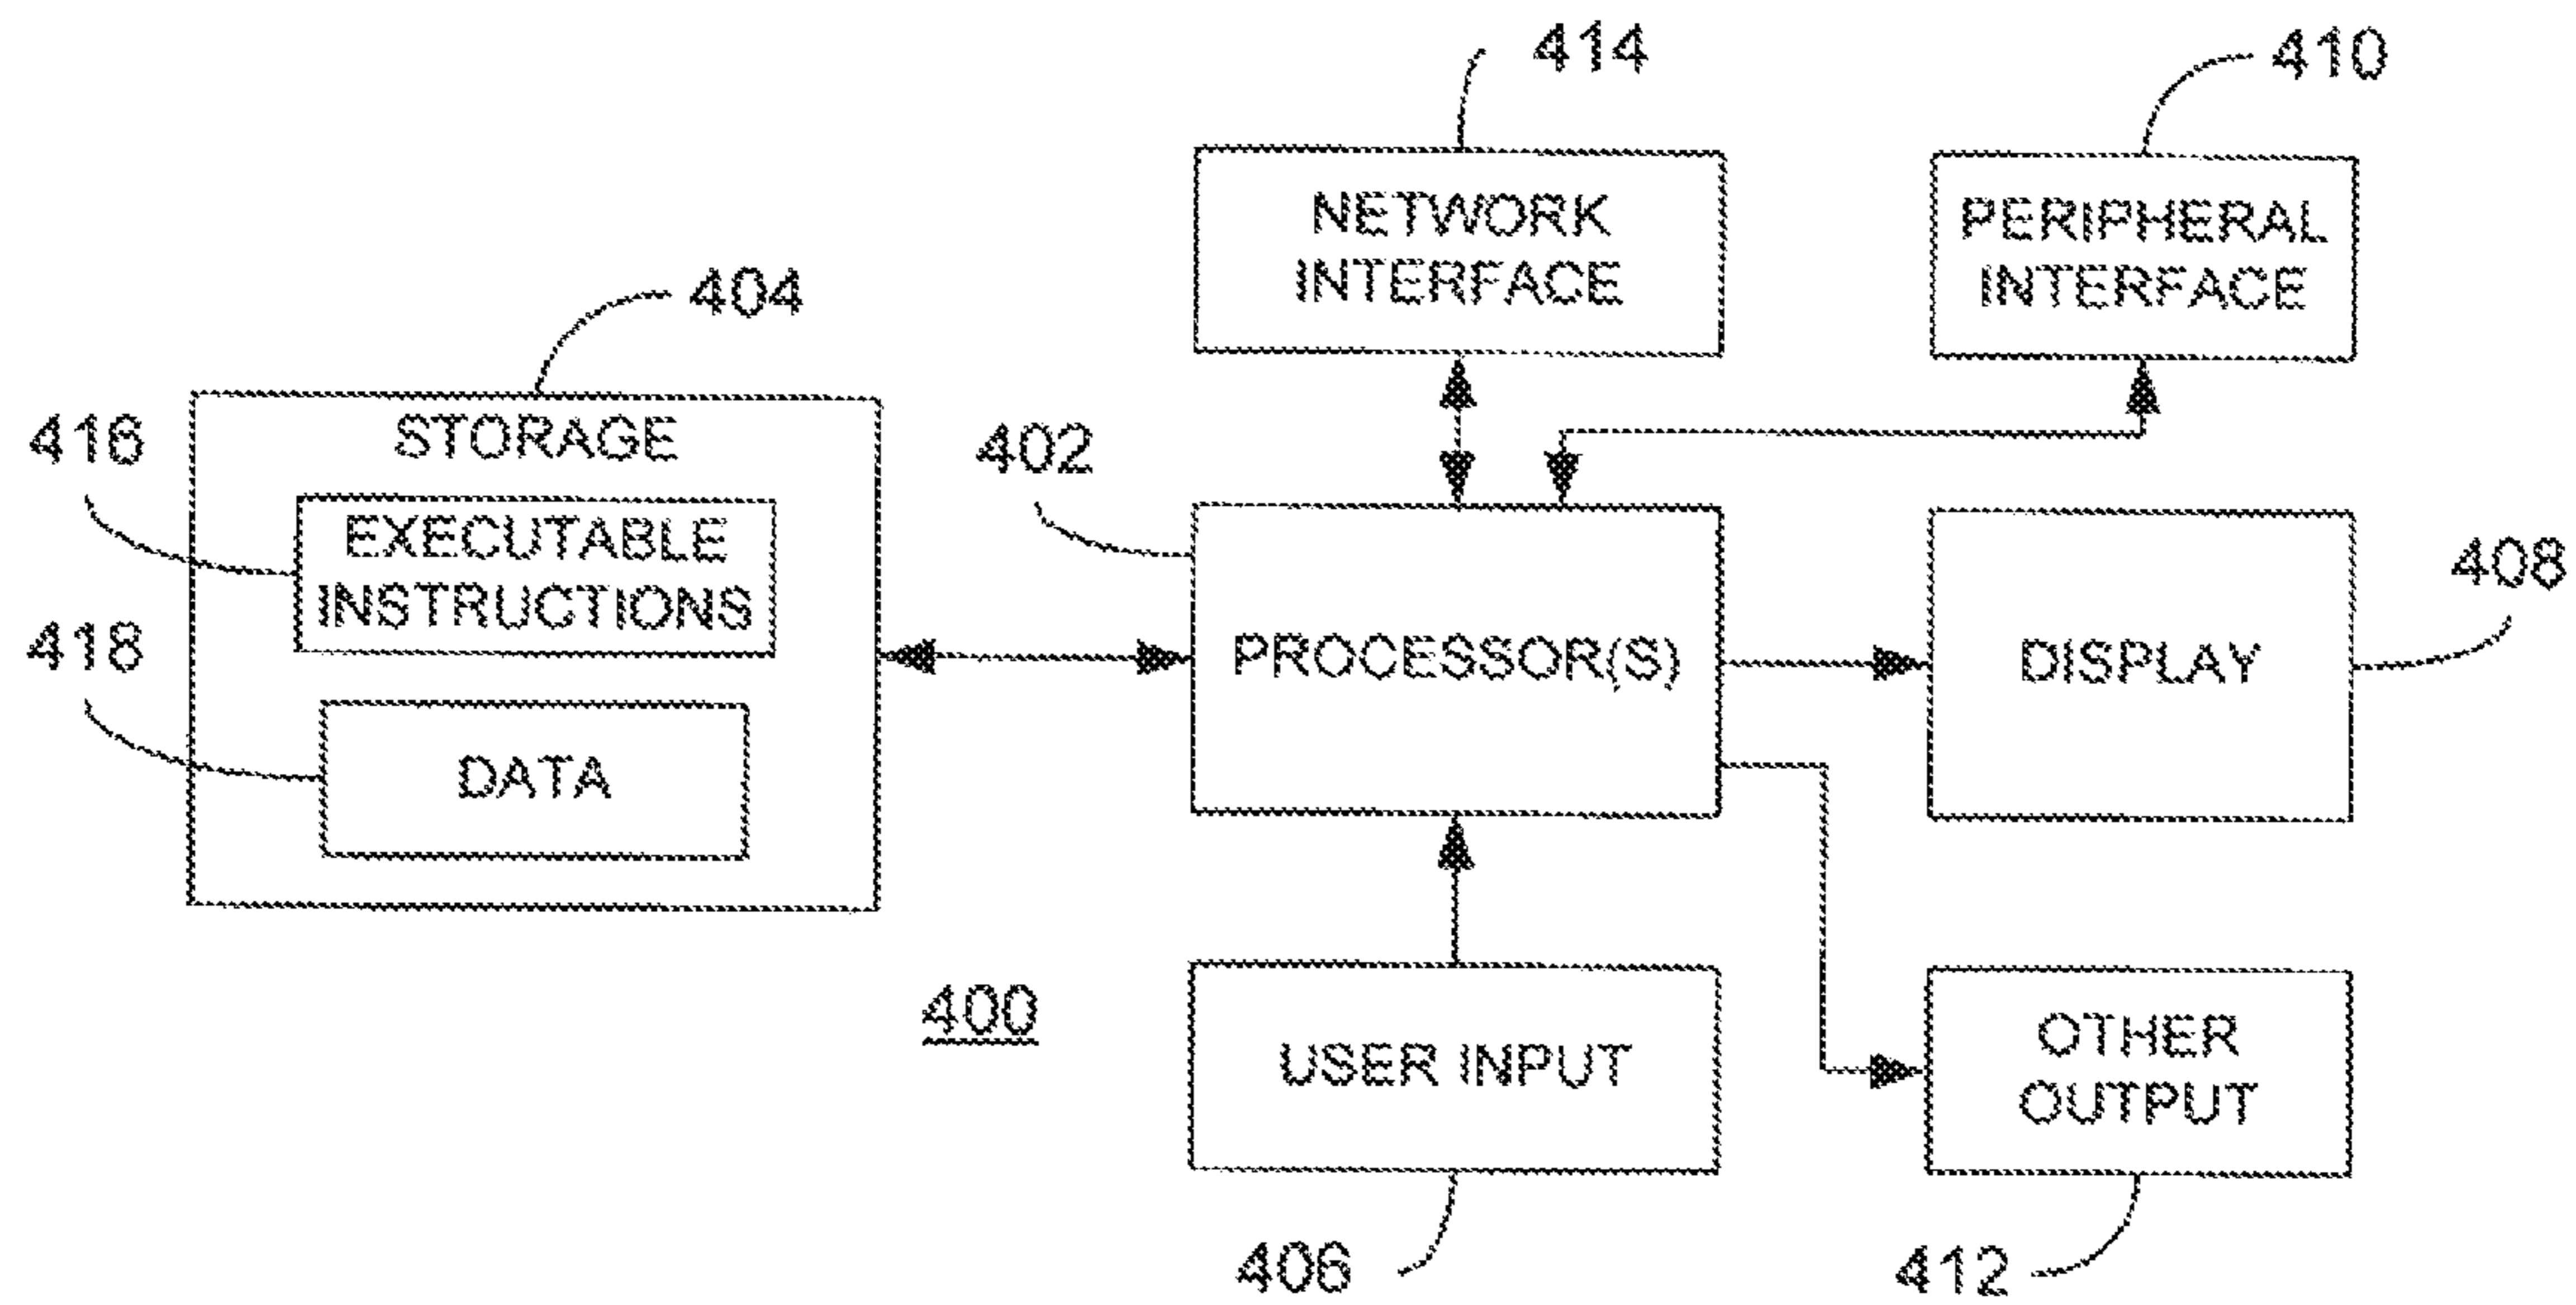 414
410
NETWORK
INTERFACE
PERIPHERAL
INTERFACE
404
STORAGE
416
402
EXECUTABLE
INSTRUCTIONS
418
PROCESSOR(S)
DISPLAY
408
DATA
400
USER INPUT
OTHER
OUTPUT
406
412